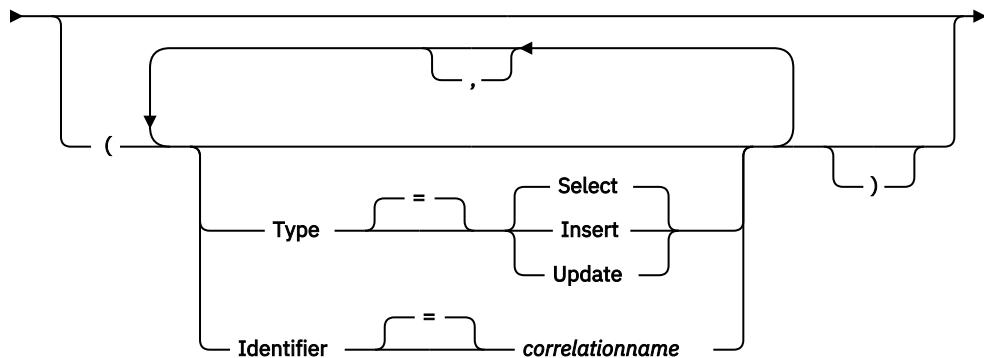 ,
(
)
= Select
Type Insert
Update
=
Identifier correlationname